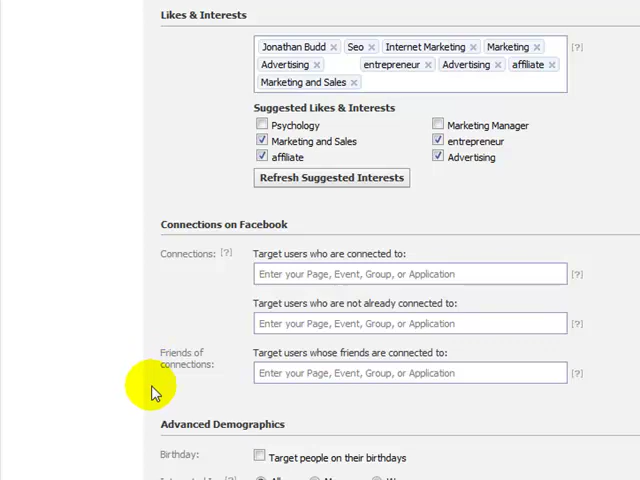 Likes & Interests
Jonathan Budd × Seo × Internet Marketing × Marketing × [?]
Advertising × entrepreneur × Advertising × affiliate ×
Marketing and Sales ×
Suggested Likes & Interests
Psychology Marketing Manager
Marketing and Sales entrepreneur
affiliate Advertising
Refresh Suggested Interests
Connections on Facebook
Connections: [?] Target users who are connected to:
Enter your Page, Event, Group, or Application [?]
Target users who are not already connected to:
Enter your Page, Event, Group, or Application [?]
Friends of connections: Target users whose friends are connected to:
Enter your Page, Event, Group, or Application [?]
Advanced Demographics
Birthday: Target people on their birthdays
[?] All